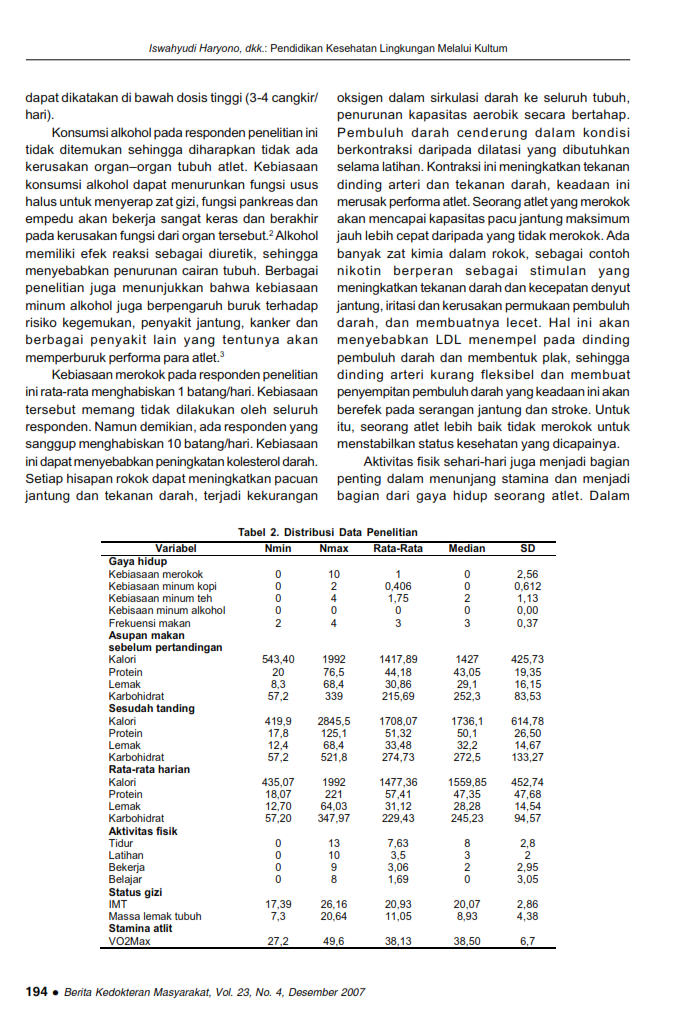 Iswahyudi Haryono, dkk.: Pendidikan Kesehatan Lingkungan Melalui Kultum
dapat dikatakan di bawah dosis tinggi (3-4 cangkir/
hari).
Konsumsi alkohol pada responden penelitian ini
tidak ditemukan sehingga diharapkan tidak ada
kerusakan organ–organ tubuh atlet. Kebiasaan
konsumsi alkohol dapat menurunkan fungsi usus
halus untuk menyerap zat gizi, fungsi pankreas dan
empedu akan bekerja sangat keras dan berakhir
pada kerusakan fungsi dari organ tersebut.² Alkohol
memiliki efek reaksi sebagai diuretik, sehingga
menyebabkan penurunan cairan tubuh. Berbagai
penelitian juga menunjukkan bahwa kebiasaan
minum alkohol juga berpengaruh buruk terhadap
risiko kegemukan, penyakit jantung, kanker dan
berbagai penyakit lain yang tentunya akan
memperburuk performa para atlet.³
Kebiasaan merokok pada responden penelitian
ini rata-rata menghabiskan 1 batang/hari. Kebiasaan
tersebut memang tidak dilakukan oleh seluruh
responden. Namun demikian, ada responden yang
sanggup menghabiskan 10 batang/hari. Kebiasaan
ini dapat menyebabkan peningkatan kolesterol darah.
Setiap hisapan rokok dapat meningkatkan pacuan
jantung dan tekanan darah, terjadi kekurangan
oksigen dalam sirkulasi darah ke seluruh tubuh,
penurunan kapasitas aerobik secara bertahap.
Pembuluh darah cenderung dalam kondisi
berkontraksi daripada dilatasi yang dibutuhkan
selama latihan. Kontraksi ini meningkatkan tekanan
dinding arteri dan tekanan darah, keadaan ini
merusak performa atlet. Seorang atlet yang merokok
akan mencapai kapasitas pacu jantung maksimum
jauh lebih cepat daripada yang tidak merokok. Ada
banyak zat kimia dalam rokok, sebagai contoh
nikotin berperan sebagai stimulan yang
meningkatkan tekanan darah dan kecepatan denyut
jantung, iritasi dan kerusakan permukaan pembuluh
darah, dan membuatnya lecet. Hal ini akan
menyebabkan LDL menempel pada dinding
pembuluh darah dan membentuk plak, sehingga
dinding arteri kurang fleksibel dan membuat
penyempitan pembuluh darah yang keadaan ini akan
berefek pada serangan jantung dan stroke. Untuk
itu, seorang atlet lebih baik tidak merokok untuk
menstabilkan status kesehatan yang dicapainya.
Aktivitas fisik sehari-hari juga menjadi bagian
penting dalam menunjang stamina dan menjadi
bagian dari gaya hidup seorang atlet. Dalam
Tabel 2. Distribusi Data Penelitian
Variabel Nmin Nmax Rata-Rata Median SD
Gaya hidup
Kebiasaan merokok 0 10 1 0 2,56
Kebiasaan minum kopi 0 2 0,406 0 0,612
Kebiasaan minum teh 0 4 1,75 2 1,13
Kebisaan minum alkohol 0 0 0 0 0,00
Frekuensi makan 2 4 3 3 0,37
Asupan makan
sebelum pertandingan
Kalori 543,40 1992 1417,89 1427 425,73
Protein 20 76,5 44,18 43,05 19,35
Lemak 8,3 68,4 30,86 29,1 16,15
Karbohidrat 57,2 339 215,69 252,3 83,53
Sesudah tanding
Kalori 419,9 2845,5 1708,07 1736,1 614,78
Protein 17,8 125,1 51,32 50,1 26,50
Lemak 12,4 68,4 33,48 32,2 14,67
Karbohidrat 57,2 521,8 274,73 272,5 133,27
Rata-rata harian
Kalori 435,07 1992 1477,36 1559,85 452,74
Protein 18,07 221 57,41 47,35 47,68
Lemak 12,70 64,03 31,12 28,28 14,54
Karbohidrat 57,20 347,97 229,43 245,23 94,57
Aktivitas fisik
Tidur 0 13 7,63 8 2,8
Latihan 0 10 3,5 3 2
Bekerja 0 9 3,06 2 2,95
Belajar 0 8 1,69 0 3,05
Status gizi
IMT 17,39 26,16 20,93 20,07 2,86
Massa lemak tubuh 7,3 20,64 11,05 8,93 4,38
Stamina atlit
VO2Max 27,2 49,6 38,13 38,50 6,7
194 ● Berita Kedokteran Masyarakat, Vol. 23, No. 4, Desember 2007